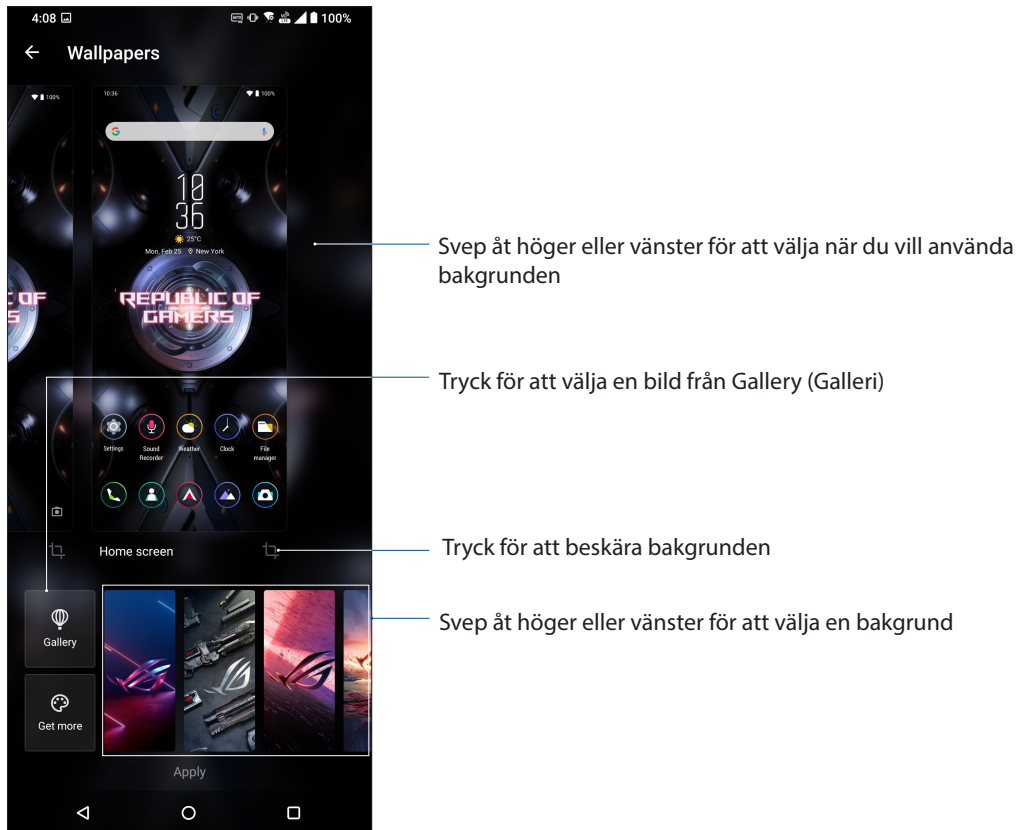 4:08 100%
Wallpapers
100%
10:36 100%
G
10
36
25°C
Mon, Feb 25 New York
C OF
S
REPUBLIC OF
GAMERS
Settings Sound Recorder Weather Clock File manager
Home screen
Gallery
Get more
Apply
Svep åt höger eller vänster för att välja när du vill använda
bakgrunden
Tryck för att välja en bild från Gallery (Galleri)
Tryck för att beskära bakgrunden
Svep åt höger eller vänster för att välja en bakgrund